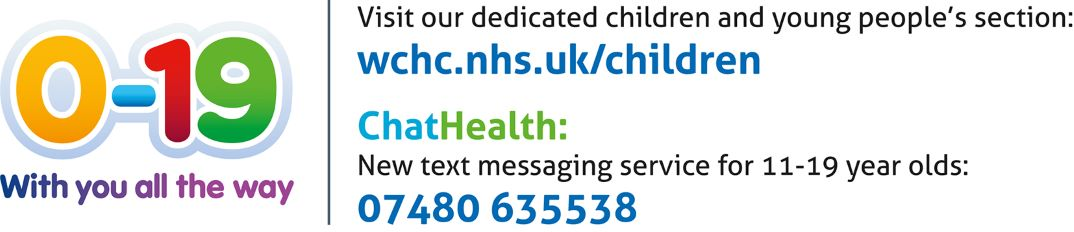 0-19
With you all the way
Visit our dedicated children and young people’s section:
wchc.nhs.uk/children
ChatHealth:
New text messaging service for 11-19 year olds:
07480 635538